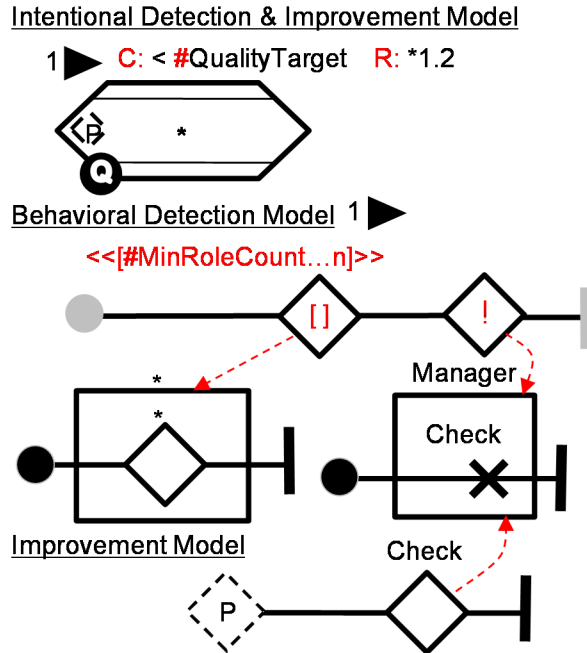 Intentional Detection & Improvement Model
1 C: < #QualityTarget R: *1.2
P *
Q
Behavioral Detection Model 1
<<[#MinRoleCount…n]>>
[ ] !
Manager
*
* Check
Improvement Model
Check
P